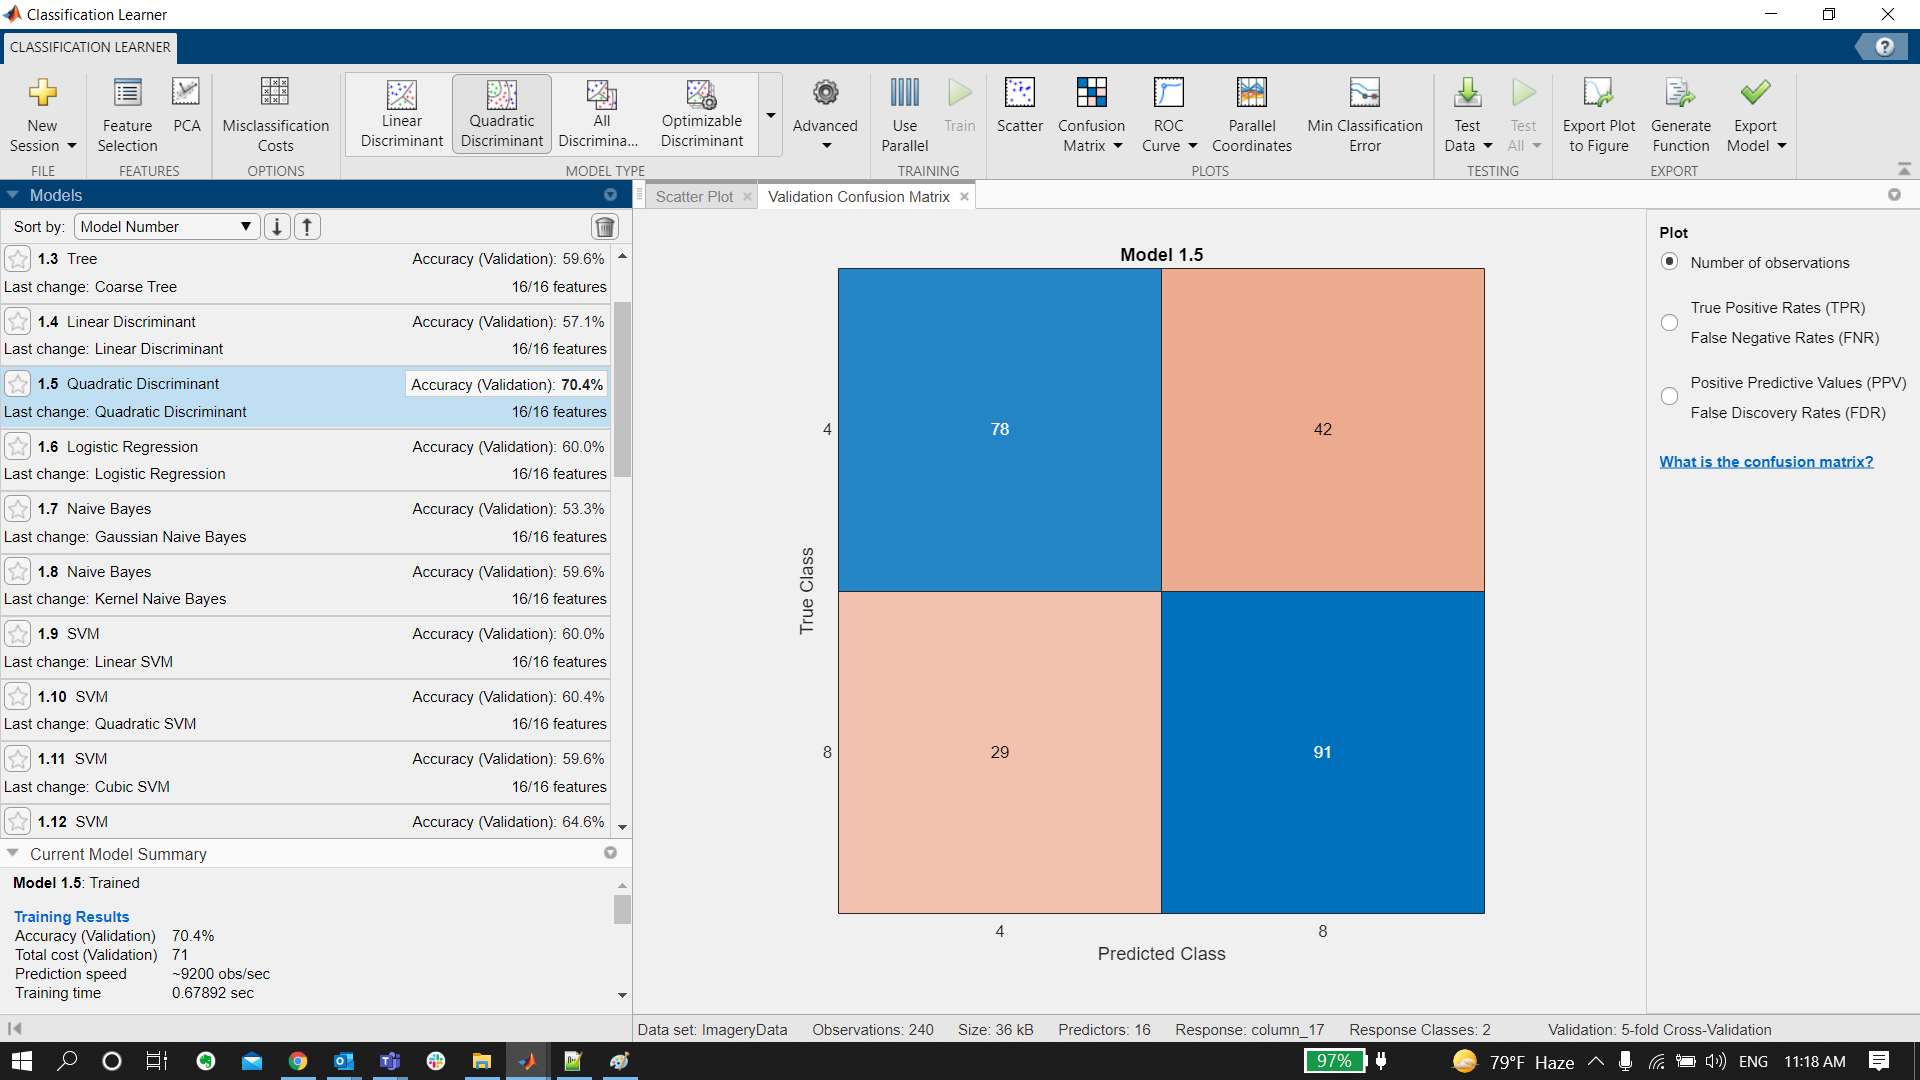 Classification Learner
CLASSIFICATION LEARNER
New
Session
Feature
Selection
PCA
Misclassification
Costs
Linear
Discriminant
Quadratic
Discriminant
All
Discrimina...
Optimizable
Discriminant
Advanced
Use
Parallel
Train
Scatter
Confusion
Matrix
ROC
Curve
Parallel
Coordinates
Min Classification
Error
Test
Data
Test
All
Export Plot
to Figure
Generate
Function
Export
Model
FILE
FEATURES
OPTIONS
MODEL TYPE
TRAINING
PLOTS
TESTING
EXPORT
Models
Sort by: Model Number
1.3 Tree Accuracy (Validation): 59.6%
Last change: Coarse Tree 16/16 features
1.4 Linear Discriminant Accuracy (Validation): 57.1%
Last change: Linear Discriminant 16/16 features
1.5 Quadratic Discriminant Accuracy (Validation): 70.4%
Last change: Quadratic Discriminant 16/16 features
1.6 Logistic Regression Accuracy (Validation): 60.0%
Last change: Logistic Regression 16/16 features
1.7 Naive Bayes Accuracy (Validation): 53.3%
Last change: Gaussian Naive Bayes 16/16 features
1.8 Naive Bayes Accuracy (Validation): 59.6%
Last change: Kernel Naive Bayes 16/16 features
1.9 SVM Accuracy (Validation): 60.0%
Last change: Linear SVM 16/16 features
1.10 SVM Accuracy (Validation): 60.4%
Last change: Quadratic SVM 16/16 features
1.11 SVM Accuracy (Validation): 59.6%
Last change: Cubic SVM 16/16 features
1.12 SVM Accuracy (Validation): 64.6%
Current Model Summary
Model 1.5: Trained
Training Results
Accuracy (Validation) 70.4%
Total cost (Validation) 71
Prediction speed ~9200 obs/sec
Training time 0.67892 sec
Scatter Plot
Validation Confusion Matrix
Model 1.5
4
78
42
True Class
8
29
91
4
8
Predicted Class
Plot
Number of observations
True Positive Rates (TPR)
False Negative Rates (FNR)
Positive Predictive Values (PPV)
False Discovery Rates (FDR)
What is the confusion matrix?
Data set: ImageryData Observations: 240 Size: 36 kB Predictors: 16 Response: column_17 Response Classes: 2 Validation: 5-fold Cross-Validation
97%
79°F Haze
ENG
11:18 AM